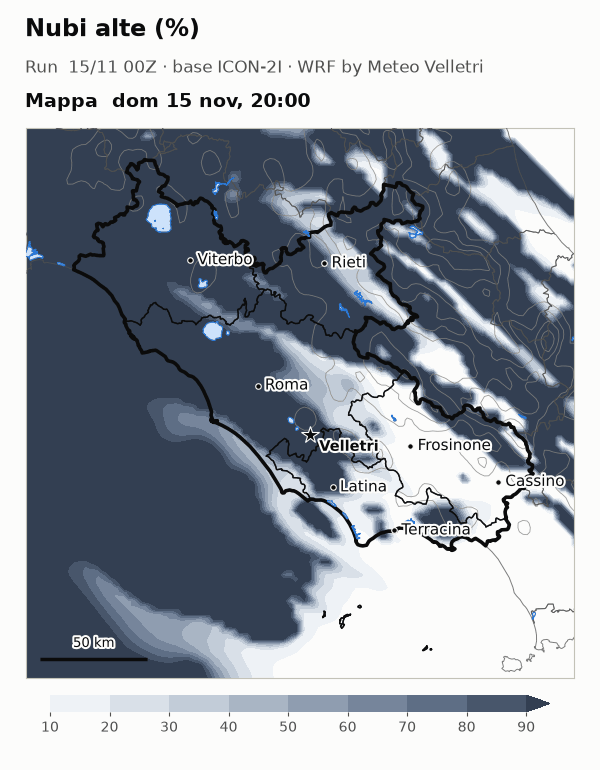 Nubi alte (%)
Run 15/11 00Z · base ICON-2I · WRF by Meteo Velletri
Mappa dom 15 nov, 20:00
Viterbo
Rieti
Roma
Velletri
Frosinone
Latina
Cassino
Terracina
50 km
10 20 30 40 50 60 70 80 90